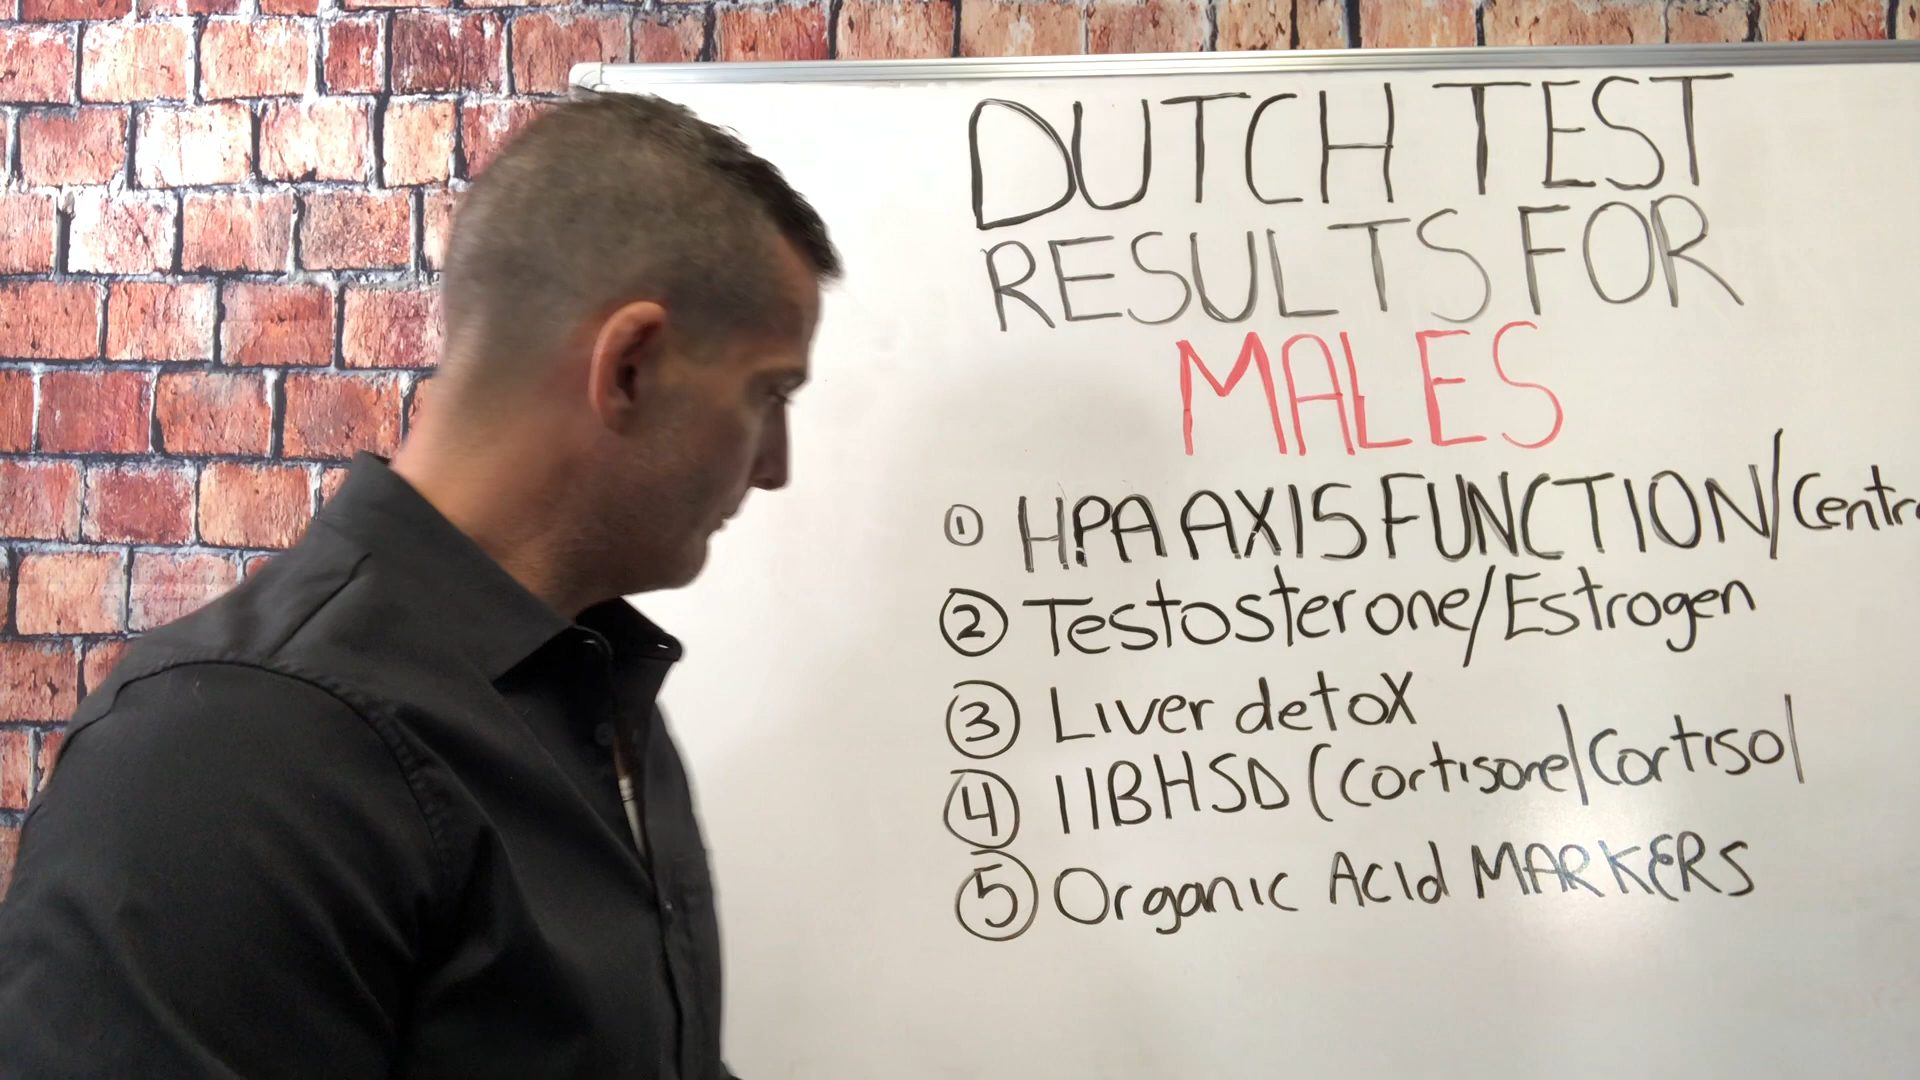 DUTCH TEST
RESULTS FOR
MALES
① HPA AXIS FUNCTION/Centr
② Testosterone/Estrogen
③ Liver detox
④ 11BHSD (Cortisone/Cortisol
⑤ Organic Acid MARKERS